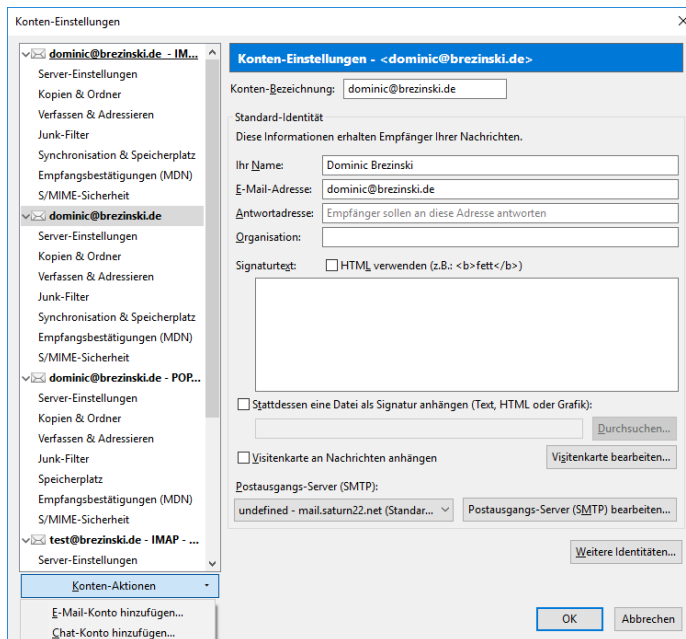 Konten-Einstellungen
dominic@brezinski.de - IM...
Server-Einstellungen
Kopien & Ordner
Verfassen & Adressieren
Junk-Filter
Synchronisation & Speicherplatz
Empfangsbestätigungen (MDN)
S/MIME-Sicherheit
dominic@brezinski.de
Server-Einstellungen
Kopien & Ordner
Verfassen & Adressieren
Junk-Filter
Synchronisation & Speicherplatz
Empfangsbestätigungen (MDN)
S/MIME-Sicherheit
dominic@brezinski.de - POP...
Server-Einstellungen
Kopien & Ordner
Verfassen & Adressieren
Junk-Filter
Speicherplatz
Empfangsbestätigungen (MDN)
S/MIME-Sicherheit
test@brezinski.de - IMAP - ...
Server-Einstellungen
Konten-Aktionen
E-Mail-Konto hinzufügen...
Chat-Konto hinzufügen...
Konten-Einstellungen - <dominic@brezinski.de>
Konten-Bezeichnung: dominic@brezinski.de
Standard-Identität
Diese Informationen erhalten Empfänger Ihrer Nachrichten.
Ihr Name: Dominic Brezinski
E-Mail-Adresse: dominic@brezinski.de
Antwortadresse: Empfänger sollen an diese Adresse antworten
Organisation:
Signaturtext: HTML verwenden (z.B.: <b>fett</b>)
Stattdessen eine Datei als Signatur anhängen (Text, HTML oder Grafik):
Durchsuchen...
Visitenkarte an Nachrichten anhängen Visitenkarte bearbeiten...
Postausgangs-Server (SMTP):
undefined - mail.saturn22.net (Standar... Postausgangs-Server (SMTP) bearbeiten...
Weitere Identitäten...
OK Abbrechen